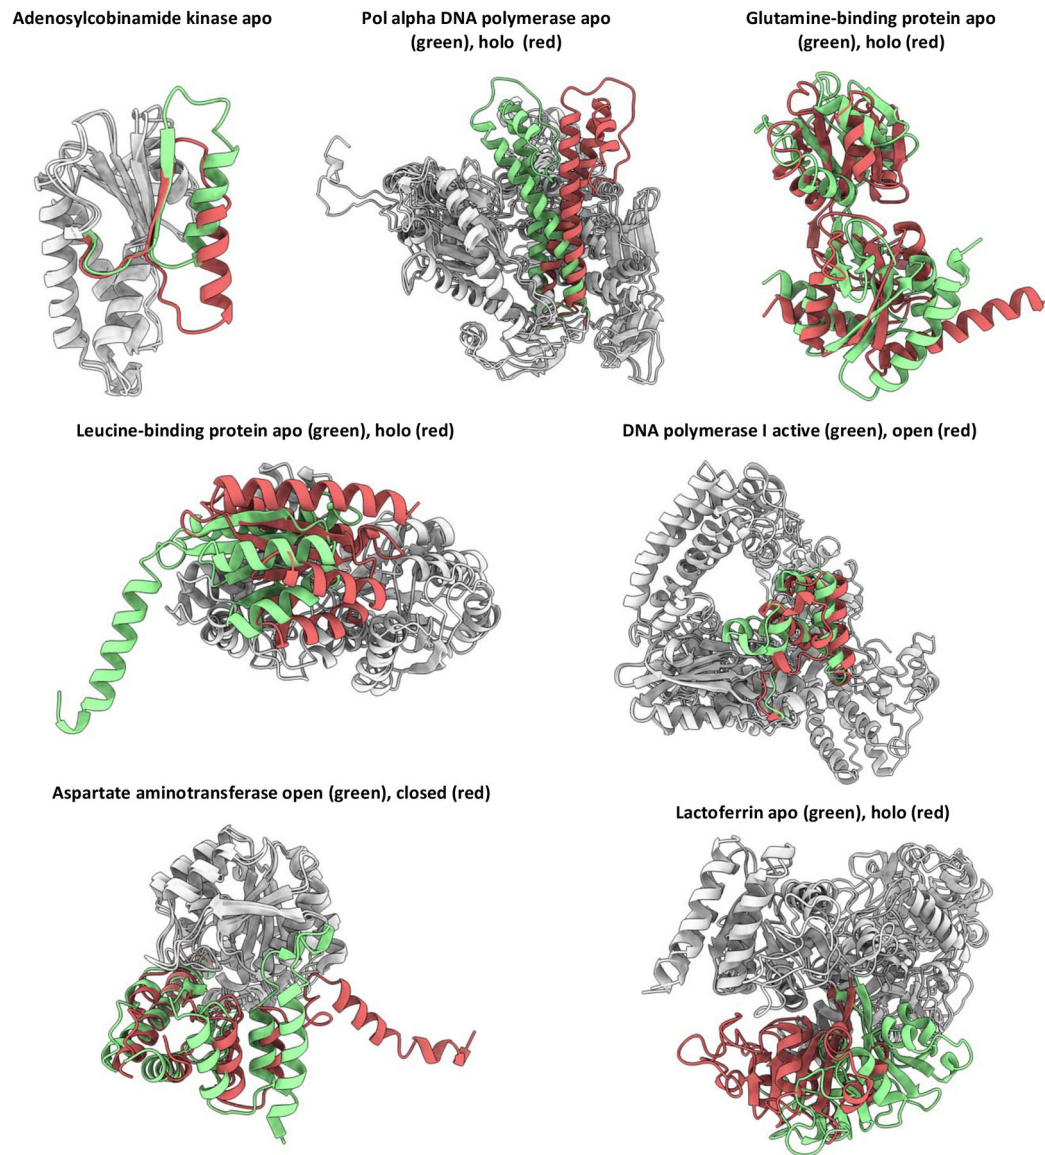 Adenosylcobinamide kinase apo
Pol alpha DNA polymerase apo
(green), holo (red)
Glutamine-binding protein apo
(green), holo (red)
Leucine-binding protein apo (green), holo (red)
DNA polymerase I active (green), open (red)
Aspartate aminotransferase open (green), closed (red)
Lactoferrin apo (green), holo (red)